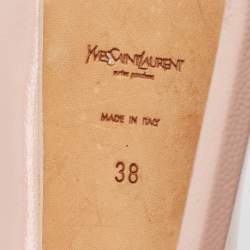 YVESSAINTLAURENT
rive gauche
MADE IN ITALY
38